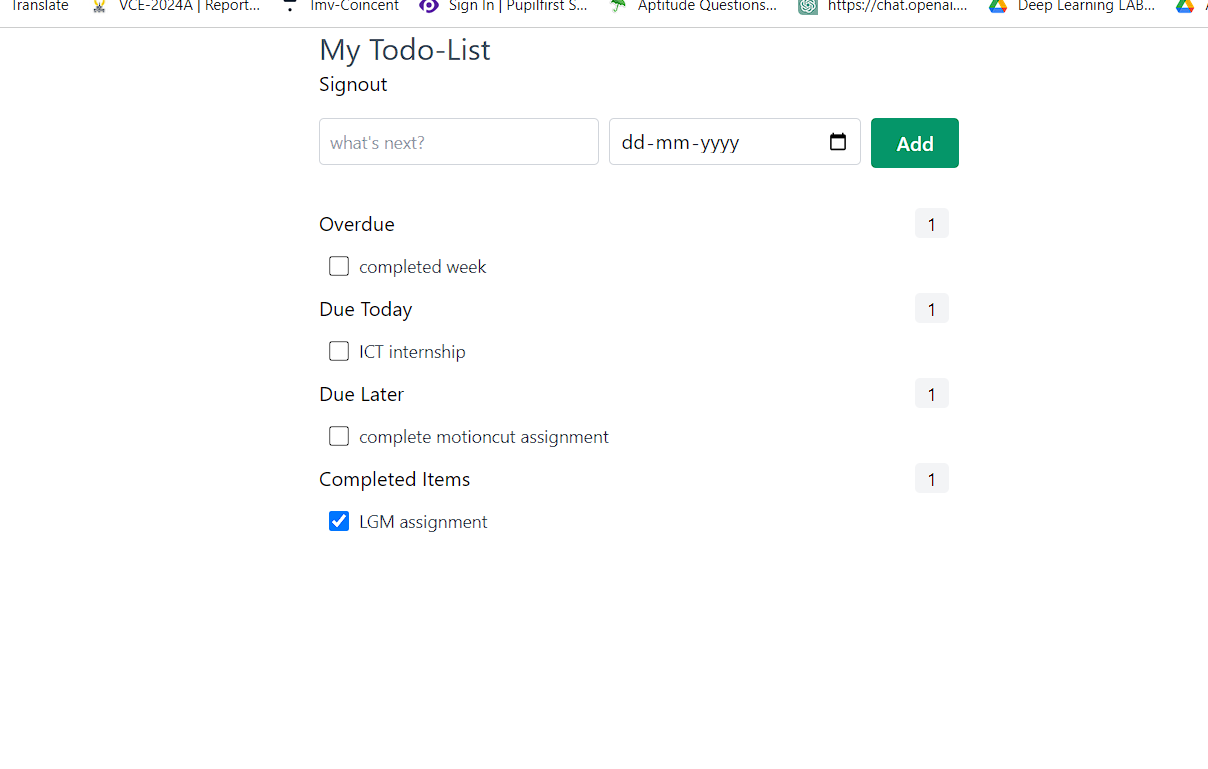 Translate VCE-2024A | Report... Imv-Coincent Sign In | Pupilfirst S... Aptitude Questions... https://chat.openai.... Deep Learning LAB...
My Todo-List
Signout
what's next? dd-mm-yyyy Add
Overdue 1
completed week
Due Today 1
ICT internship
Due Later 1
complete motioncut assignment
Completed Items 1
LGM assignment